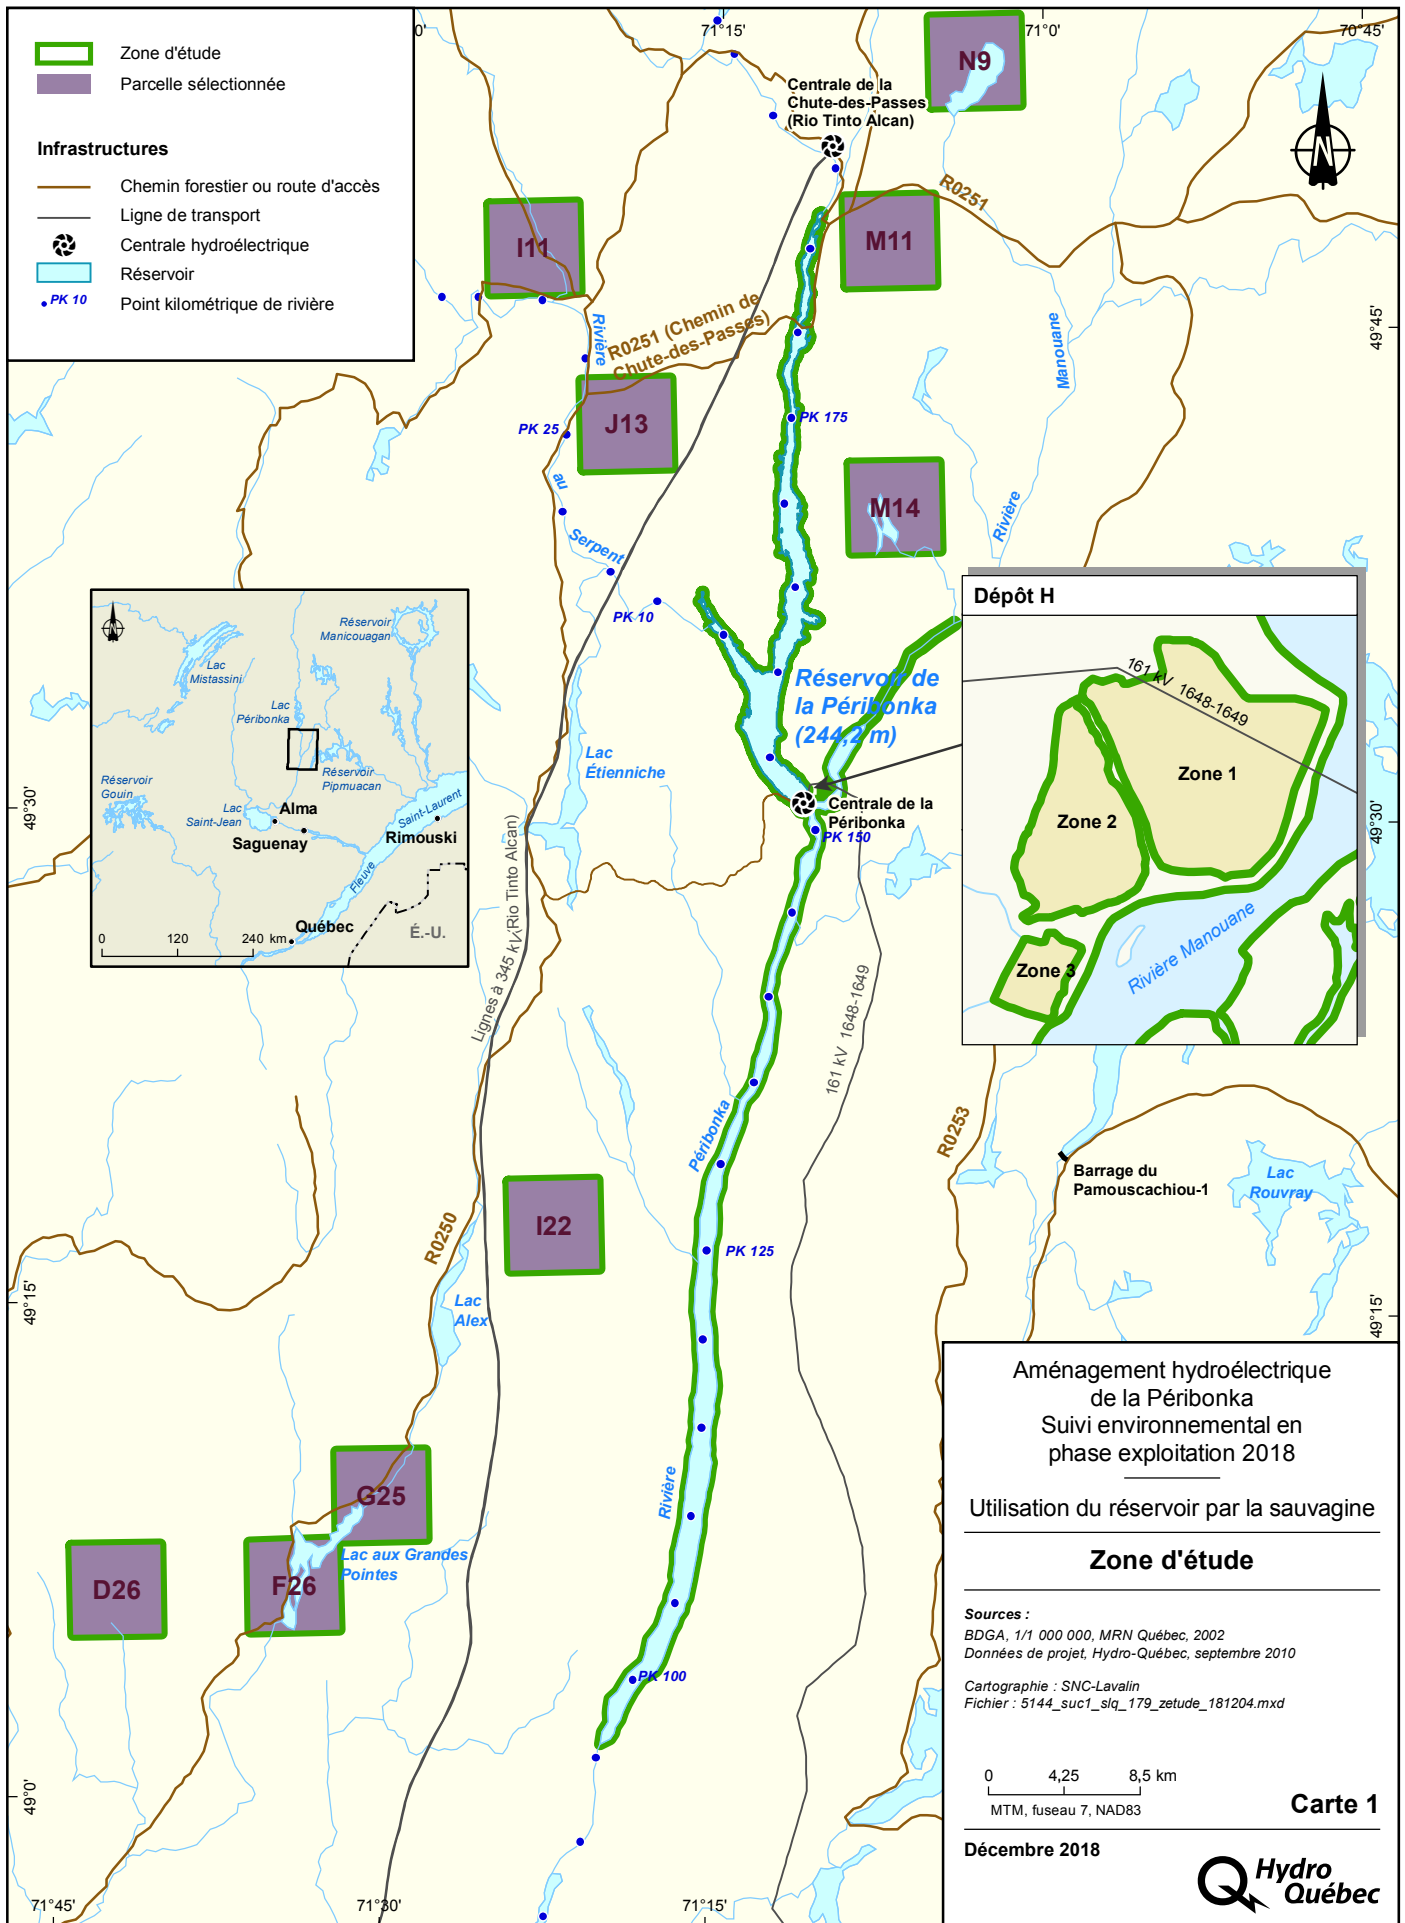 Zone d'étude
Parcelle sélectionnée
Infrastructures
Chemin forestier ou route d'accès
Ligne de transport
Centrale hydroélectrique
Réservoir
PK 10
Point kilométrique de rivière
0'
71°15'
71°0'
70°45'
N9
Centrale de la
Chute-des-Passes
(Rio Tinto Alcan)
N
R0251
I11
M11
Rivière
R0251 (Chemin de
Chute-des-Passes)
Manouane
49°45'
J13
PK 25
PK 175
au
M14
Rivière
Serpent
PK 10
Réservoir de
la Péribonka
(244,2 m)
Lac
Étienniche
Centrale de la
Péribonka
PK 150
49°30'
49°30'
Réservoir
Manicouagan
Lac
Mistassini
Lac
Péribonka
Réservoir
Pipmuacan
Réservoir
Gouin
Lac
Saint-Jean
Alma
Saguenay
Saint-Laurent
Rimouski
Fleuve
Québec
É.-U.
0 120 240 km
Dépôt H
161 kV 1648-1649
Zone 1
Zone 2
Zone 3
Rivière Manouane
Lignes à 345 kV (Rio Tinto Alcan)
161 kV 1648-1649
Péribonka
R0253
Barrage du
Pamouscachiou-1
Lac
Rouvray
R0250
I22
PK 125
Lac
Alex
49°15'
49°15'
Rivière
G25
Lac aux Grandes
Pointes
D26
F26
PK 100
49°0'
71°45'
71°30'
71°15'
Aménagement hydroélectrique
de la Péribonka
Suivi environnemental en
phase exploitation 2018
Utilisation du réservoir par la sauvagine
Zone d'étude
Sources :
BDGA, 1/1 000 000, MRN Québec, 2002
Données de projet, Hydro-Québec, septembre 2010
Cartographie : SNC-Lavalin
Fichier : 5144_suc1_slq_179_zetude_181204.mxd
0 4,25 8,5 km
MTM, fuseau 7, NAD83
Carte 1
Décembre 2018
Hydro
Québec